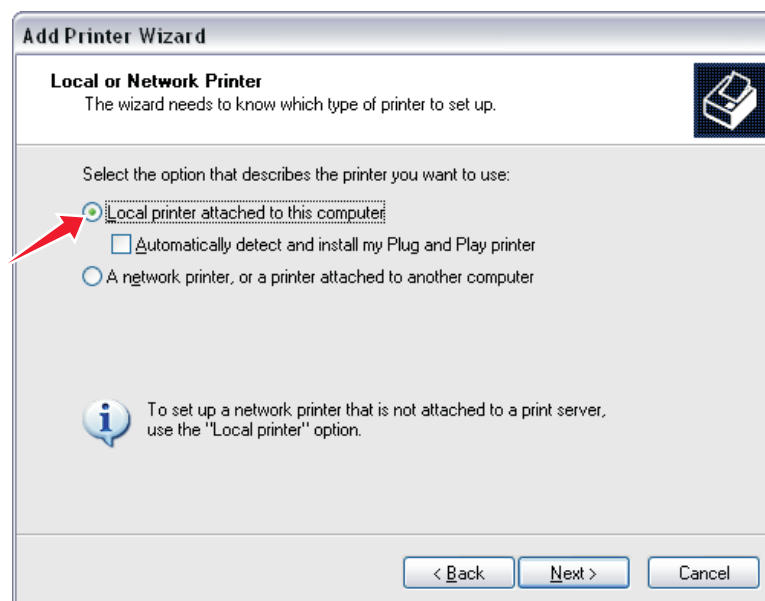 Add Printer Wizard
Local or Network Printer
The wizard needs to know which type of printer to set up.
Select the option that describes the printer you want to use:
Local printer attached to this computer
Automatically detect and install my Plug and Play printer
A network printer, or a printer attached to another computer
To set up a network printer that is not attached to a print server,
use the "Local printer" option.
< Back Next > Cancel